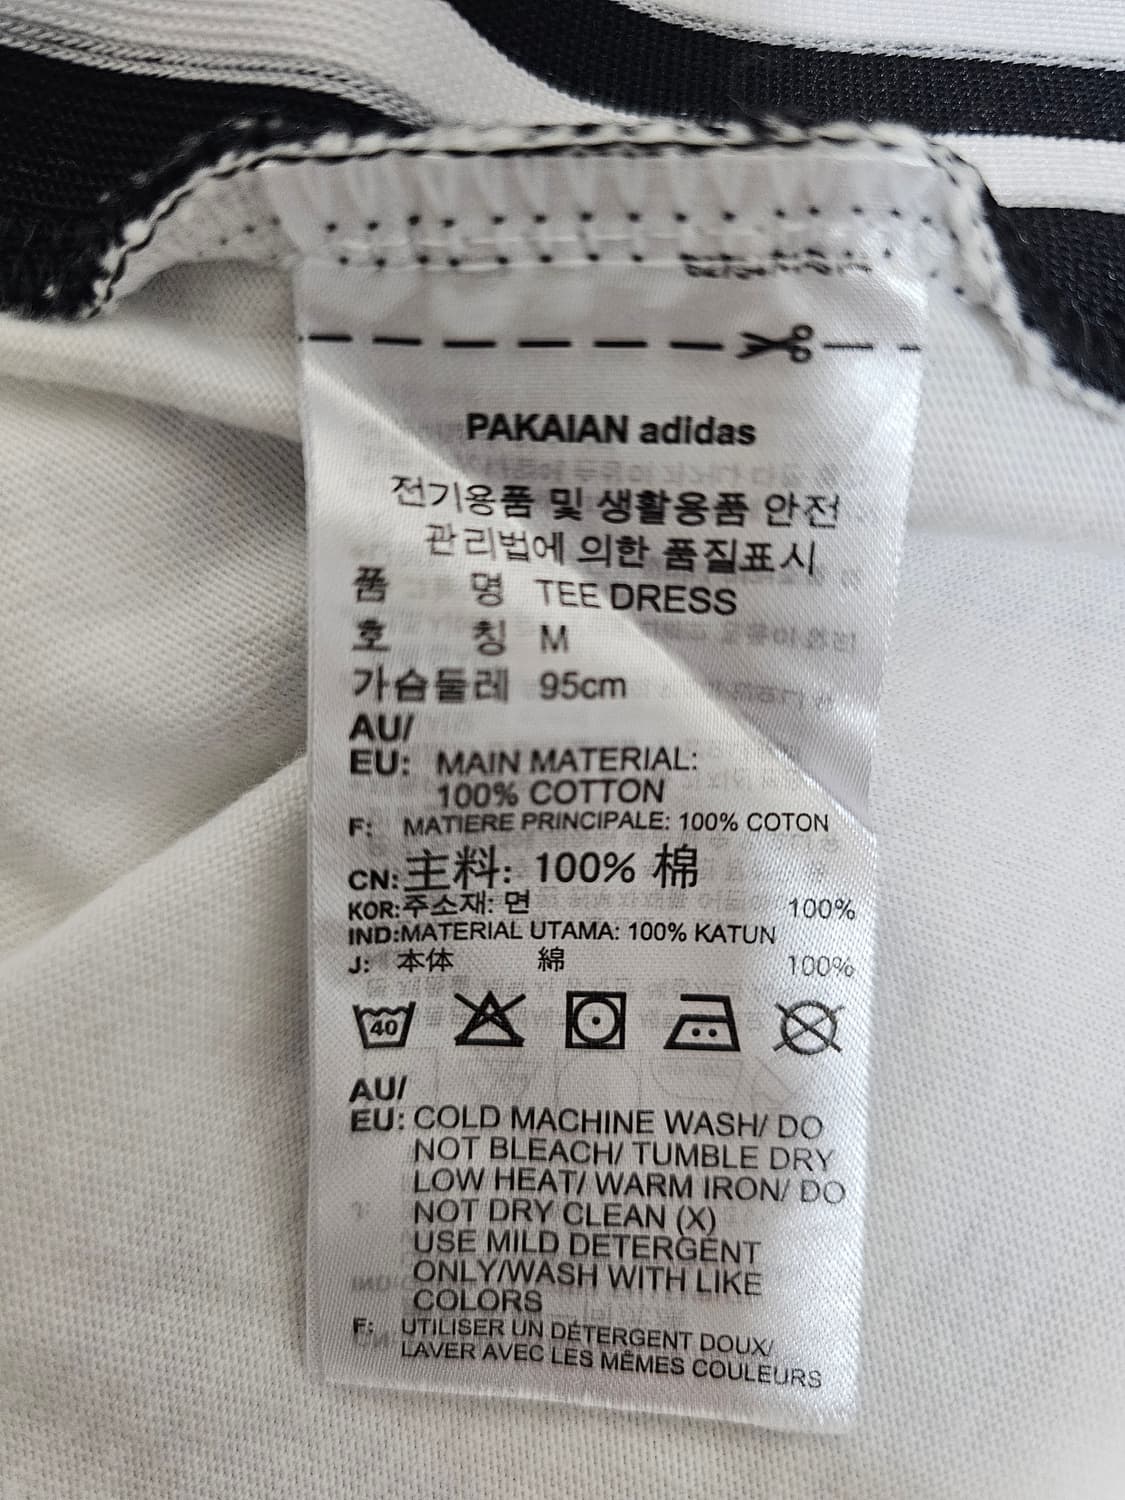 PAKAIAN adidas
전기용품 및 생활용품 안전
관리법에 의한 품질표시
품 명 TEE DRESS
호 칭 M
가슴둘레 95cm
AU/
EU: MAIN MATERIAL:
100% COTTON
F: MATIERE PRINCIPALE: 100% COTON
CN:主料: 100% 棉
KOR:주소재: 면 100%
IND:MATERIAL UTAMA: 100% KATUN
J: 本体 綿 100%
40
AU/
EU: COLD MACHINE WASH/ DO
NOT BLEACH/ TUMBLE DRY
LOW HEAT/ WARM IRON/ DO
NOT DRY CLEAN (X)
USE MILD DETERGENT
ONLY/WASH WITH LIKE
COLORS
F: UTILISER UN DÉTERGENT DOUX/
LAVER AVEC LES MÊMES COULEURS